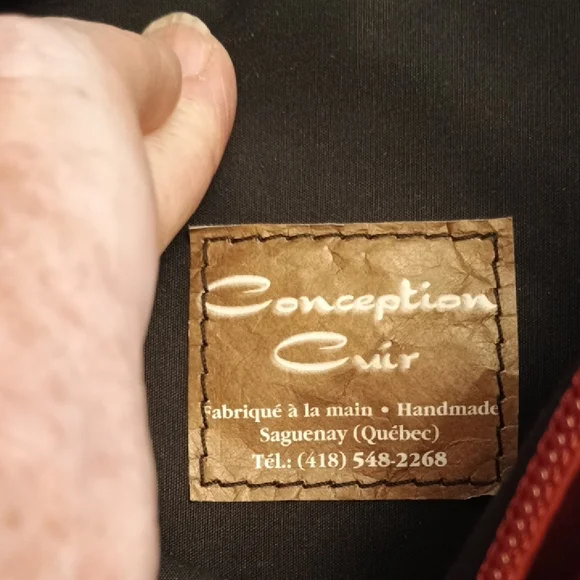 Conception
Cuir
Fabriqué à la main • Handmade
Saguenay (Québec)
Tél.: (418) 548-2268